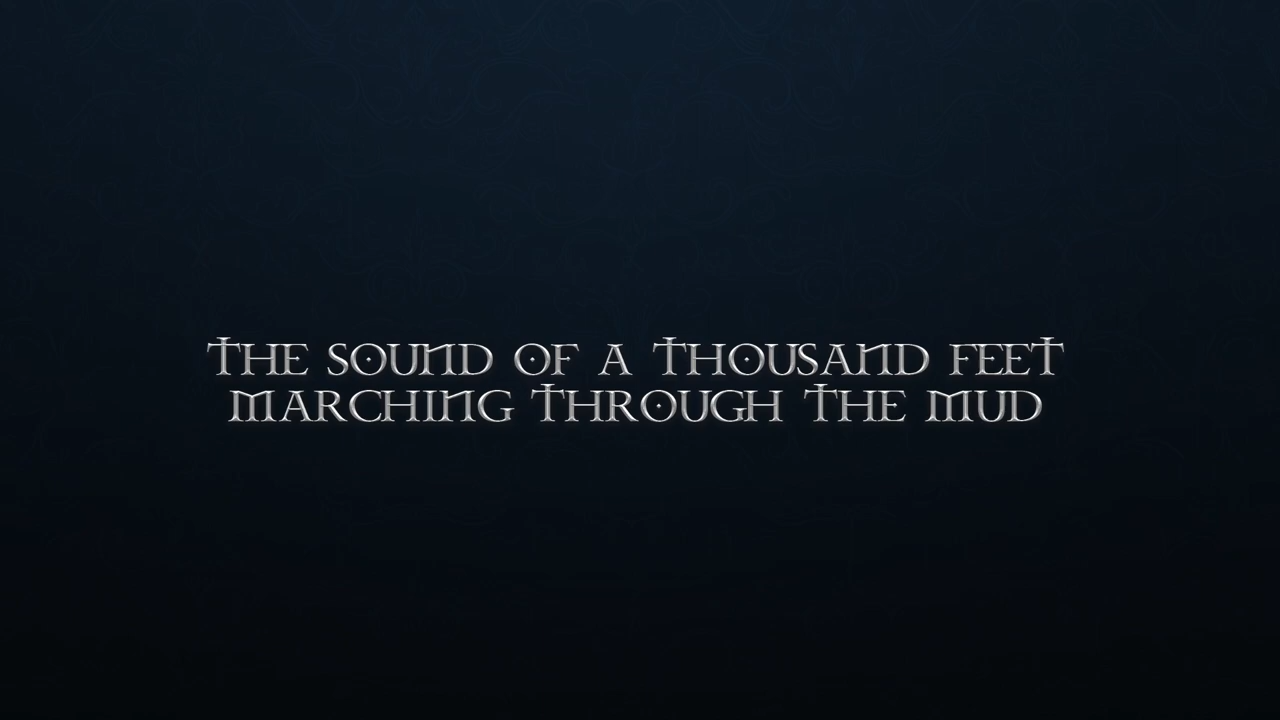 THE SOUND OF A THOUSAND FEET
MARCHING THROUGH THE MUD